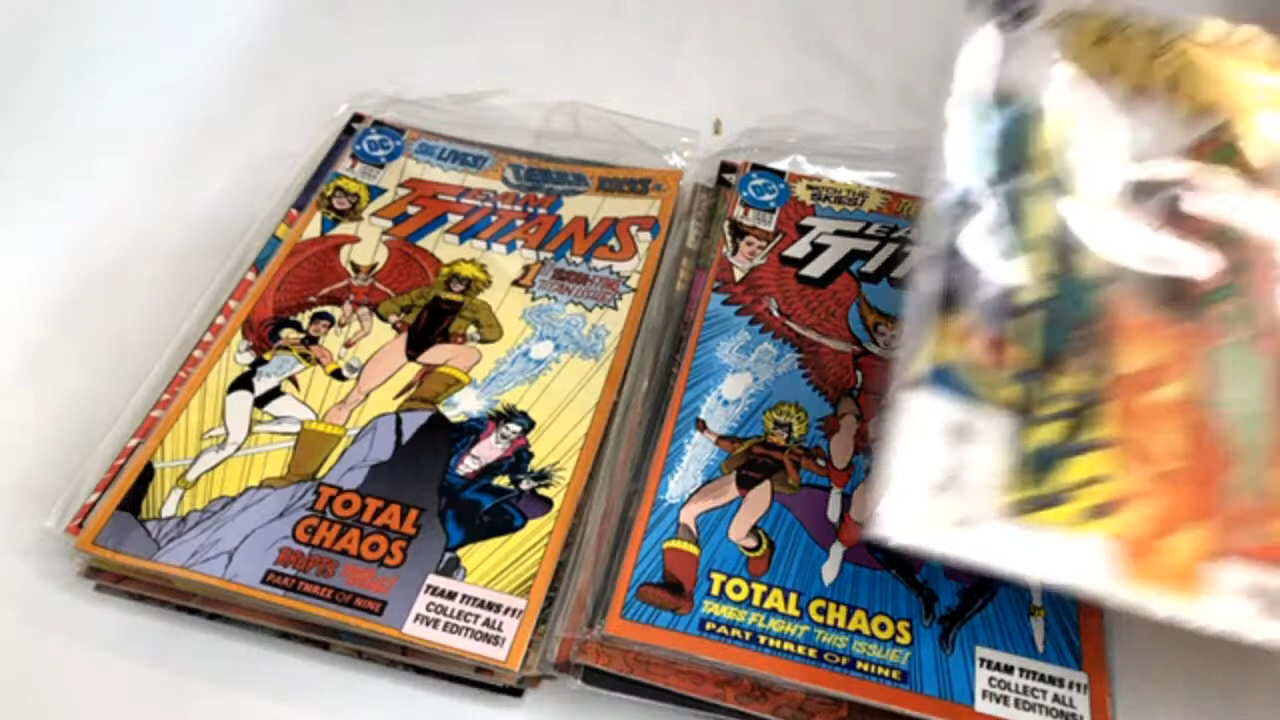 DC
SHE LIVES!
TERRA
TEAM
TITANS
1
TOTAL
CHAOS
ERUPTS
PART THREE OF NINE
TEAM TITANS #1!
COLLECT ALL
FIVE EDITIONS!
DC
WATCH THE
SKIES!
TOTAL CHAOS
TAKES FLIGHT THIS ISSUE!
PART THREE OF NINE
TEAM TITANS #1!
COLLECT ALL
FIVE EDITIONS!